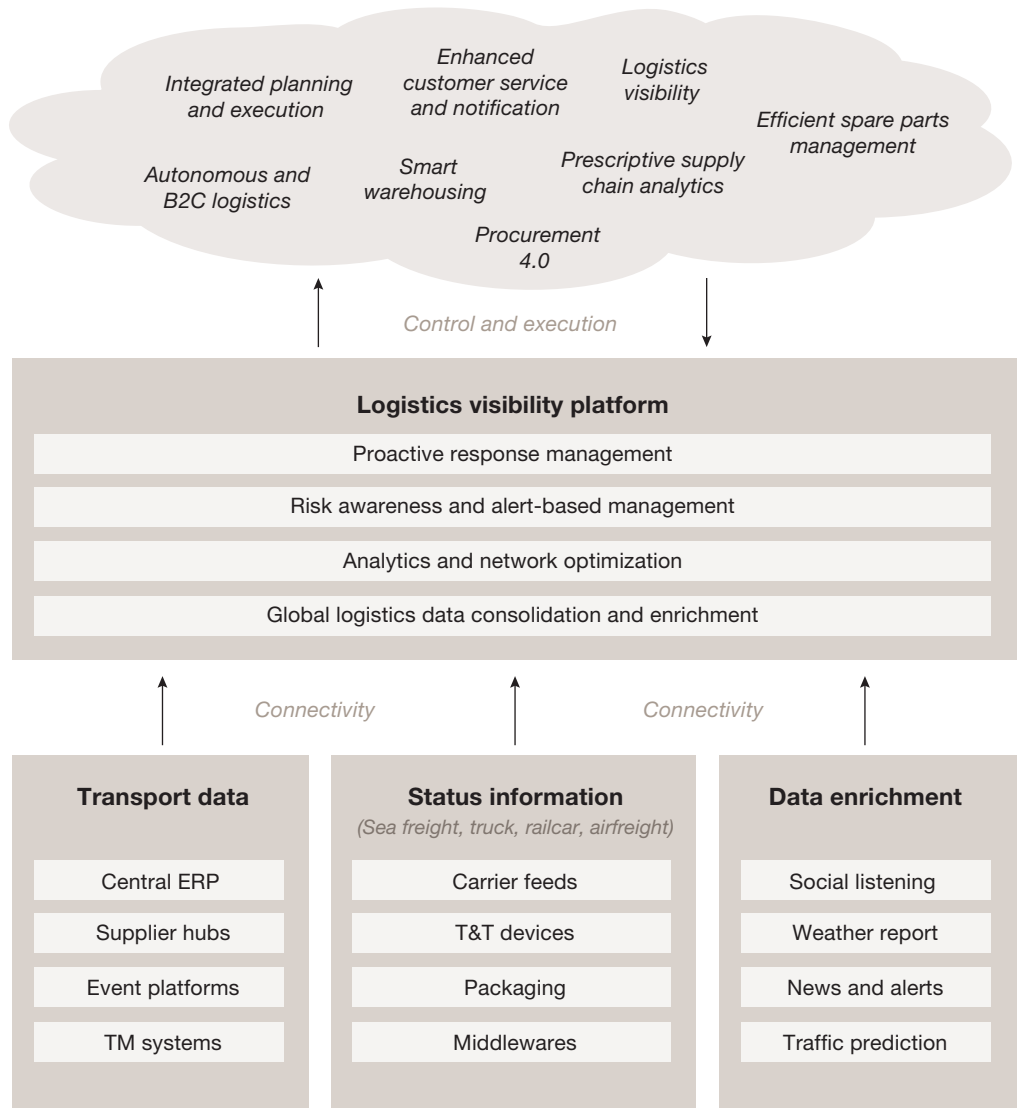 Integrated planning
and execution
Enhanced
customer service
and notification
Logistics
visibility
Efficient spare parts
management
Autonomous and
B2C logistics
Smart
warehousing
Prescriptive supply
chain analytics
Procurement
4.0
Control and execution
Logistics visibility platform
Proactive response management
Risk awareness and alert-based management
Analytics and network optimization
Global logistics data consolidation and enrichment
Connectivity
Connectivity
Transport data
Central ERP
Supplier hubs
Event platforms
TM systems
Status information
(Sea freight, truck, railcar, airfreight)
Carrier feeds
T&T devices
Packaging
Middlewares
Data enrichment
Social listening
Weather report
News and alerts
Traffic prediction